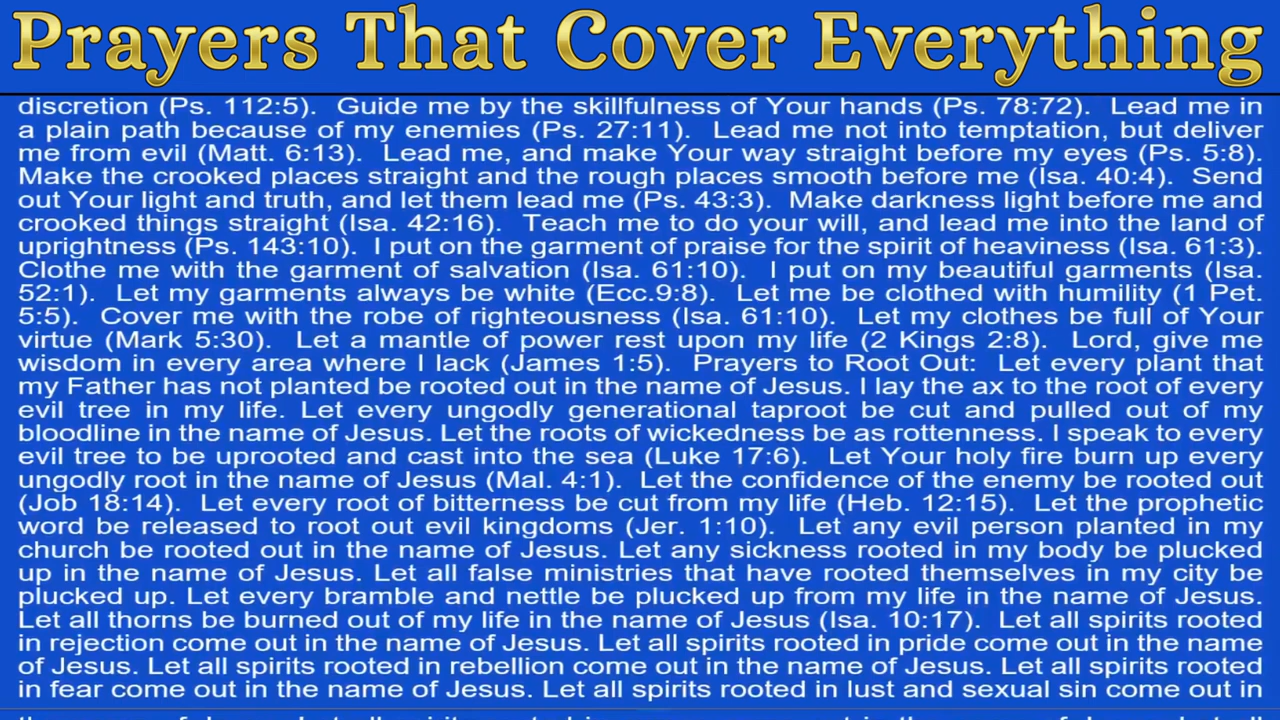 Prayers That Cover Everything
discretion (Ps. 112:5).  Guide me by the skillfulness of Your hands (Ps. 78:72).  Lead me in
a plain path because of my enemies (Ps. 27:11).  Lead me not into temptation, but deliver
me from evil (Matt. 6:13).  Lead me, and make Your way straight before my eyes (Ps. 5:8).
Make the crooked places straight and the rough places smooth before me (Isa. 40:4).  Send
out Your light and truth, and let them lead me (Ps. 43:3).  Make darkness light before me and
crooked things straight (Isa. 42:16).  Teach me to do your will, and lead me into the land of
uprightness (Ps. 143:10).  I put on the garment of praise for the spirit of heaviness (Isa. 61:3).
Clothe me with the garment of salvation (Isa. 61:10).  I put on my beautiful garments (Isa.
52:1).  Let my garments always be white (Ecc.9:8).  Let me be clothed with humility (1 Pet.
5:5).  Cover me with the robe of righteousness (Isa. 61:10).  Let my clothes be full of Your
virtue (Mark 5:30).  Let a mantle of power rest upon my life (2 Kings 2:8).  Lord, give me
wisdom in every area where I lack (James 1:5).  Prayers to Root Out:  Let every plant that
my Father has not planted be rooted out in the name of Jesus. I lay the ax to the root of every
evil tree in my life. Let every ungodly generational taproot be cut and pulled out of my
bloodline in the name of Jesus. Let the roots of wickedness be as rottenness. I speak to every
evil tree to be uprooted and cast into the sea (Luke 17:6).  Let Your holy fire burn up every
ungodly root in the name of Jesus (Mal. 4:1).  Let the confidence of the enemy be rooted out
(Job 18:14).  Let every root of bitterness be cut from my life (Heb. 12:15).  Let the prophetic
word be released to root out evil kingdoms (Jer. 1:10).  Let any evil person planted in my
church be rooted out in the name of Jesus. Let any sickness rooted in my body be plucked
up in the name of Jesus. Let all false ministries that have rooted themselves in my city be
plucked up. Let every bramble and nettle be plucked up from my life in the name of Jesus.
Let all thorns be burned out of my life in the name of Jesus (Isa. 10:17).  Let all spirits rooted
in rejection come out in the name of Jesus. Let all spirits rooted in pride come out in the name
of Jesus. Let all spirits rooted in rebellion come out in the name of Jesus. Let all spirits rooted
in fear come out in the name of Jesus. Let all spirits rooted in lust and sexual sin come out in